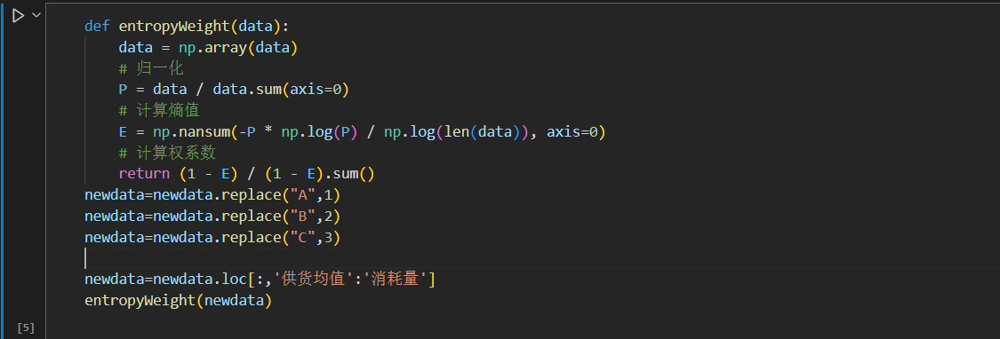 def entropyWeight(data):
    data = np.array(data)
    # 归一化
    P = data / data.sum(axis=0)
    # 计算熵值
    E = np.nansum(-P * np.log(P) / np.log(len(data)), axis=0)
    # 计算权系数
    return (1 - E) / (1 - E).sum()
newdata=newdata.replace("A",1)
newdata=newdata.replace("B",2)
newdata=newdata.replace("C",3)
newdata=newdata.loc[:,'供货均值':'消耗量']
entropyWeight(newdata)
[5]